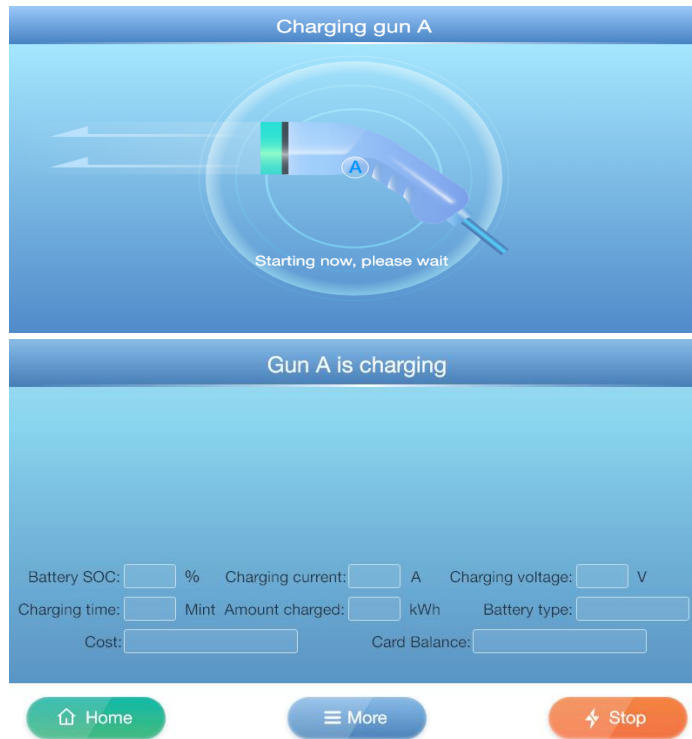 Charging gun A
A
Starting now, please wait
Gun A is charging
Battery SOC: % Charging current: A Charging voltage: V
Charging time: Mint Amount charged: kWh Battery type:
Cost: Card Balance:
Home More Stop